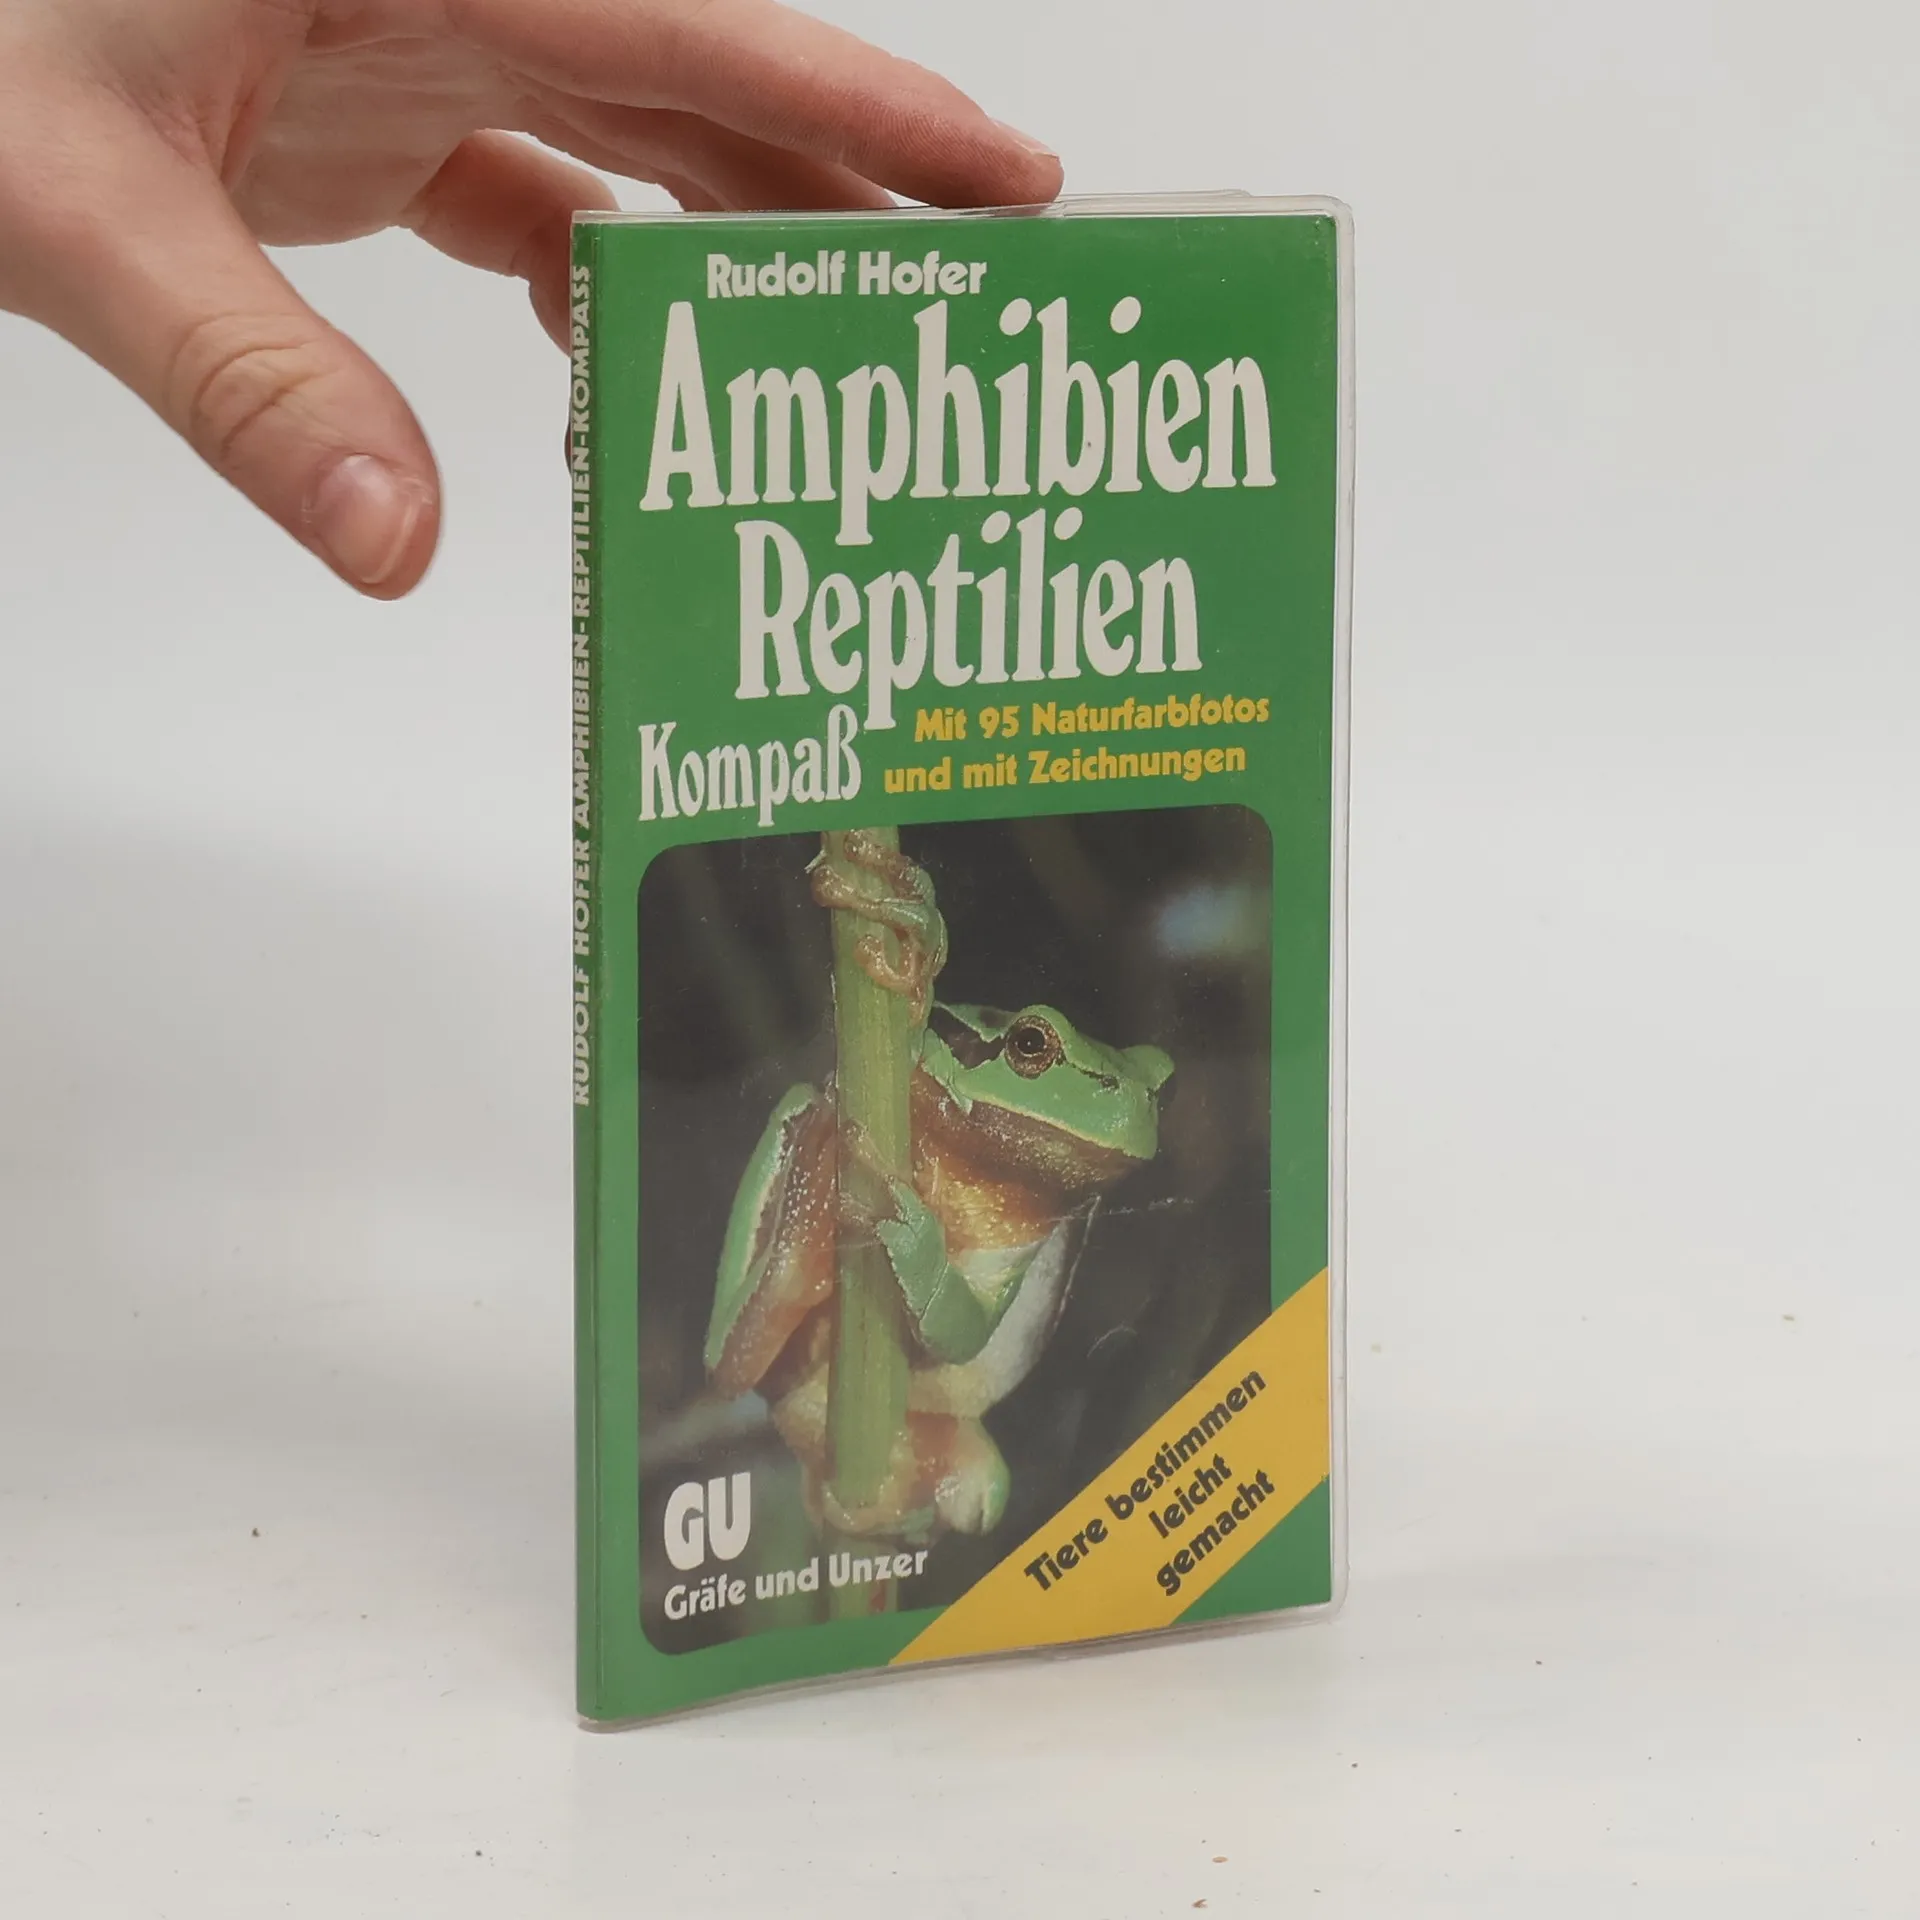 Rudolf Hofer
Amphibien
Reptilien
Kompaß
Mit 95 Naturfarbfotos
und mit Zeichnungen
GU
Gräfe und Unzer
Tiere bestimmen
leicht
gemacht
RUDOLF HOFER AMPHIBIEN-REPTILIEN-KOMPASS